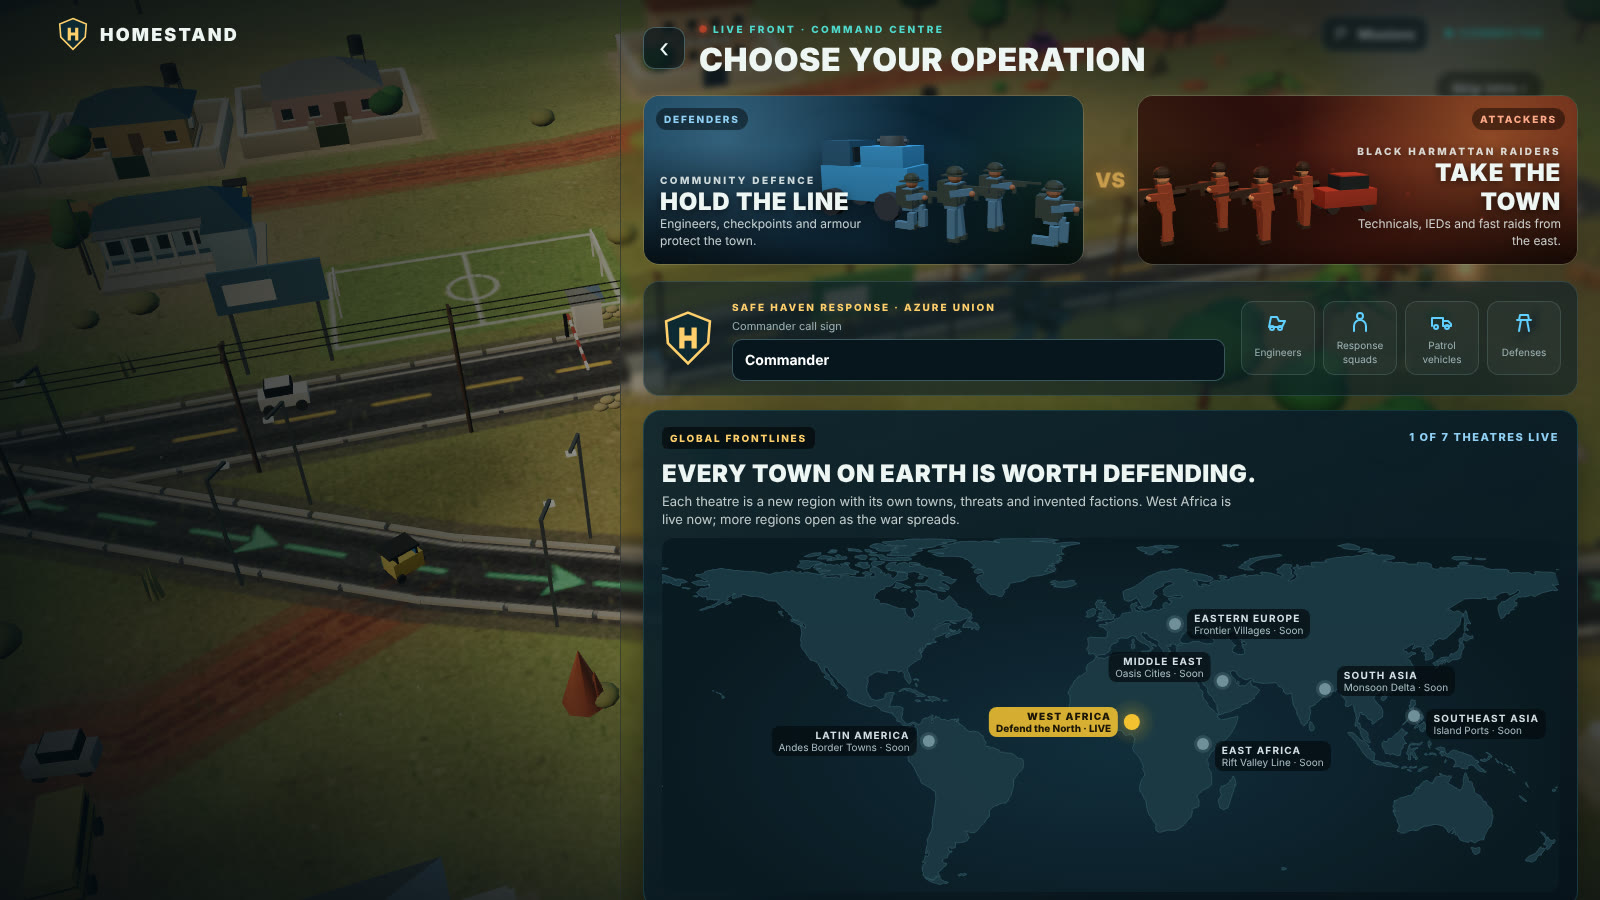 HOMESTAND
LIVE FRONT · COMMAND CENTRE
CHOOSE YOUR OPERATION
Missions
DEFENDERS
COMMUNITY DEFENCE
HOLD THE LINE
Engineers, checkpoints and armour
protect the town.
VS
ATTACKERS
BLACK HARMATTAN RAIDERS
TAKE THE
TOWN
Technicals, IEDs and fast raids from
the east.
SAFE HAVEN RESPONSE · AZURE UNION
Commander call sign
Commander
Engineers
Response
squads
Patrol
vehicles
Defenses
GLOBAL FRONTLINES
1 OF 7 THEATRES LIVE
EVERY TOWN ON EARTH IS WORTH DEFENDING.
Each theatre is a new region with its own towns, threats and invented factions. West Africa is
live now; more regions open as the war spreads.
EASTERN EUROPE
Frontier Villages · Soon
MIDDLE EAST
Oasis Cities · Soon
SOUTH ASIA
Monsoon Delta · Soon
WEST AFRICA
Defend the North · LIVE
SOUTHEAST ASIA
Island Ports · Soon
LATIN AMERICA
Andes Border Towns · Soon
EAST AFRICA
Rift Valley Line · Soon